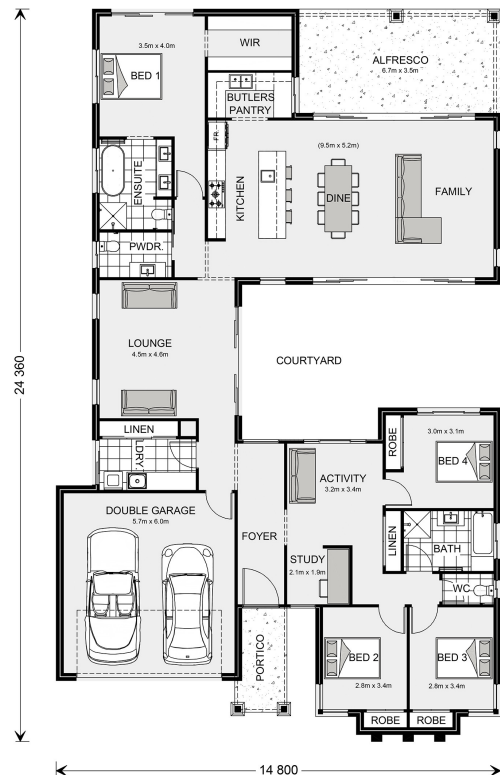 3.5m x 4.0m
BED 1
WIR
ALFRESCO
6.7m x 3.5m
BUTLERS
PANTRY
FR.
(9.5m x 5.2m)
ENSUITE
KITCHEN
DINE
FAMILY
PWDR.
LOUNGE
4.5m x 4.6m
COURTYARD
24 360
LINEN
LDRY.
ROBE
3.0m x 3.1m
BED 4
ACTIVITY
3.2m x 3.4m
DOUBLE GARAGE
5.7m x 6.0m
FOYER
LINEN
BATH
STUDY
2.1m x 1.9m
WC
PORTICO
BED 2
2.8m x 3.4m
BED 3
2.8m x 3.4m
ROBE
ROBE
14 800